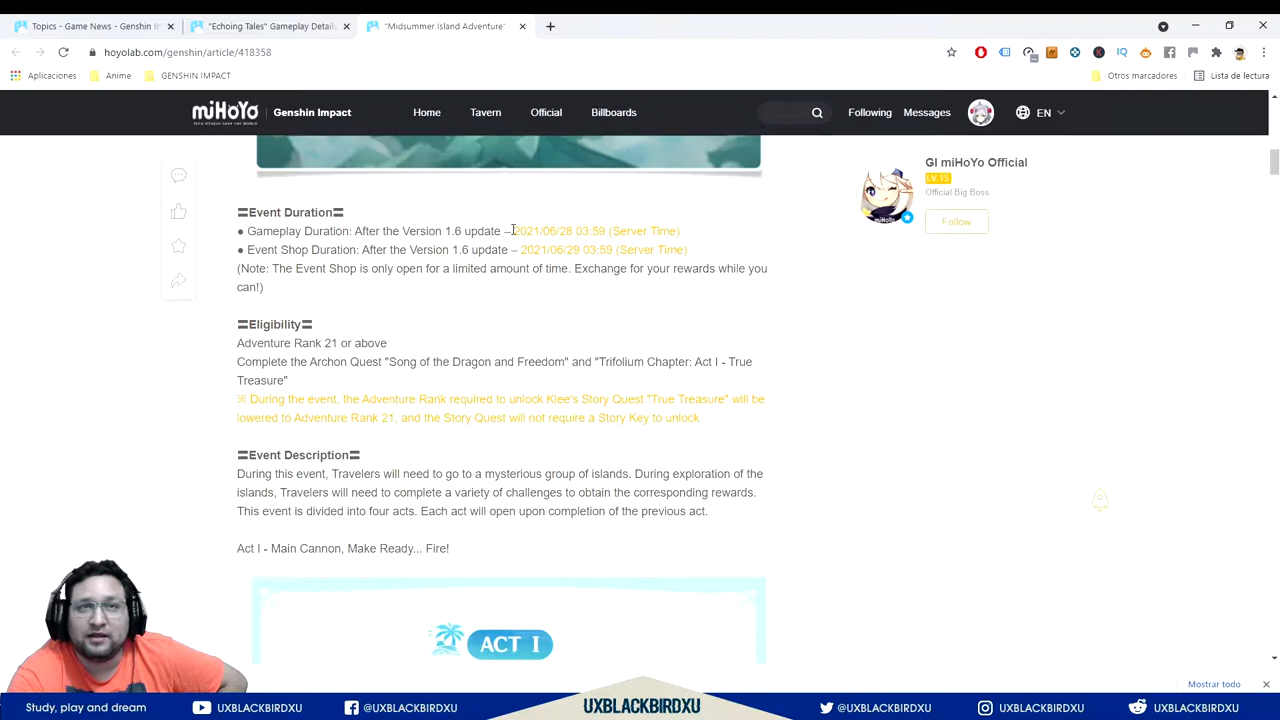 Topics - Game News - Genshin Im
"Echoing Tales" Gameplay Details
"Midsummer Island Adventure"
hoyolab.com/genshin/article/418358
Aplicaciones
Anime
GENSHIN IMPACT
Otros marcadores
Lista de lectura
miHoYo
TECH OTAKUS SAVE THE WORLD
Genshin Impact
Home
Tavern
Official
Billboards
Following
Messages
EN
GI miHoYo Official
LV.15
Official Big Boss
Follow
〓Event Duration〓
● Gameplay Duration: After the Version 1.6 update – 2021/06/28 03:59 (Server Time)
● Event Shop Duration: After the Version 1.6 update – 2021/06/29 03:59 (Server Time)
(Note: The Event Shop is only open for a limited amount of time. Exchange for your rewards while you
can!)
〓Eligibility〓
Adventure Rank 21 or above
Complete the Archon Quest "Song of the Dragon and Freedom" and "Trifolium Chapter: Act I - True
Treasure"
※ During the event, the Adventure Rank required to unlock Klee's Story Quest "True Treasure" will be
lowered to Adventure Rank 21, and the Story Quest will not require a Story Key to unlock.
〓Event Description〓
During this event, Travelers will need to go to a mysterious group of islands. During exploration of the
islands, Travelers will need to complete a variety of challenges to obtain the corresponding rewards.
This event is divided into four acts. Each act will open upon completion of the previous act.
Act I - Main Cannon, Make Ready... Fire!
ACT I
Mostrar todo
Study, play and dream
UXBLACKBIRDXU
@UXBLACKBIRDXU
UXBLACKBIRDXU
@UXBLACKBIRDXU
UXBLACKBIRDXU
UXBLACKBIRDXU